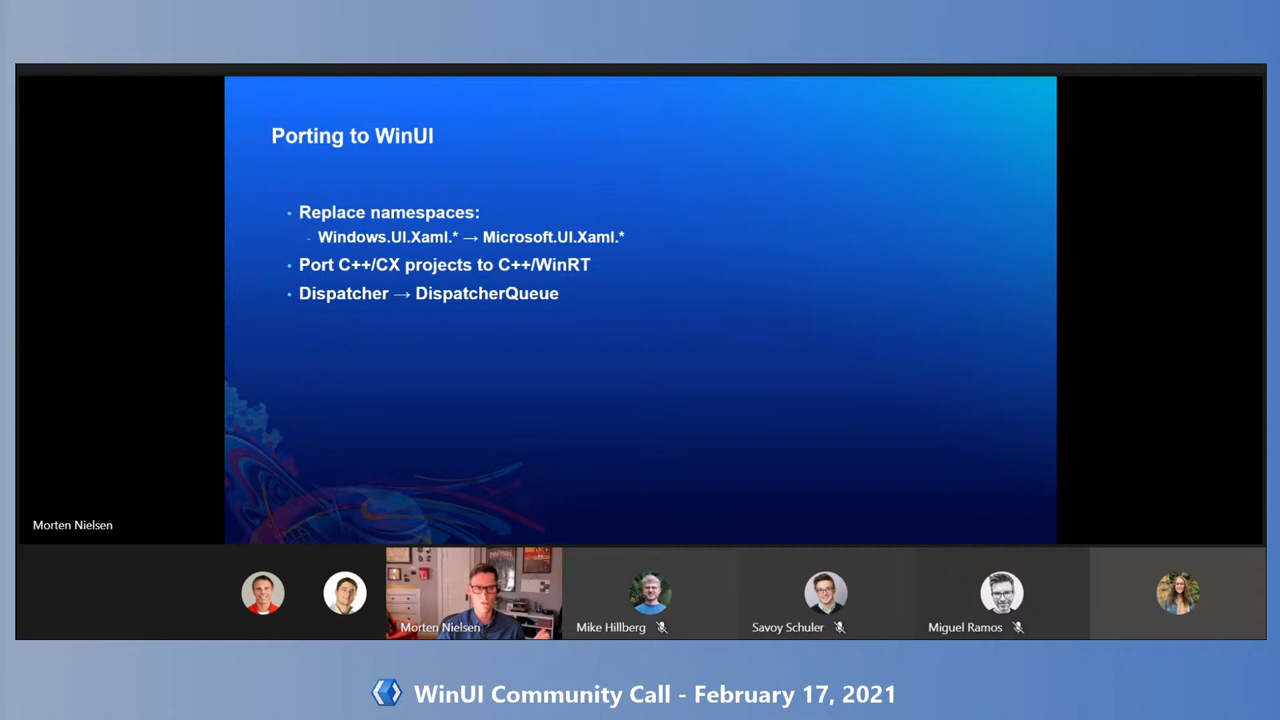 Porting to WinUI
• Replace namespaces:
- Windows.UI.Xaml.* → Microsoft.UI.Xaml.*
• Port C++/CX projects to C++/WinRT
• Dispatcher → DispatcherQueue
Morten Nielsen
Morten Nielsen
Mike Hillberg
Savoy Schuler
Miguel Ramos
WinUI Community Call - February 17, 2021